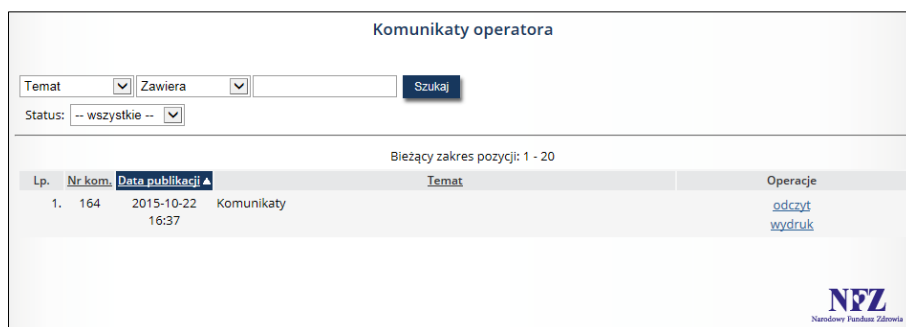 Komunikaty operatora
Temat Zawiera Szukaj
Status: -- wszystkie --
Bieżący zakres pozycji: 1 - 20
Lp. Nr kom. Data publikacji ▲ Temat Operacje
1. 164 2015-10-22 Komunikaty odczyt
16:37 wydruk
NFZ
Narodowy Fundusz Zdrowia